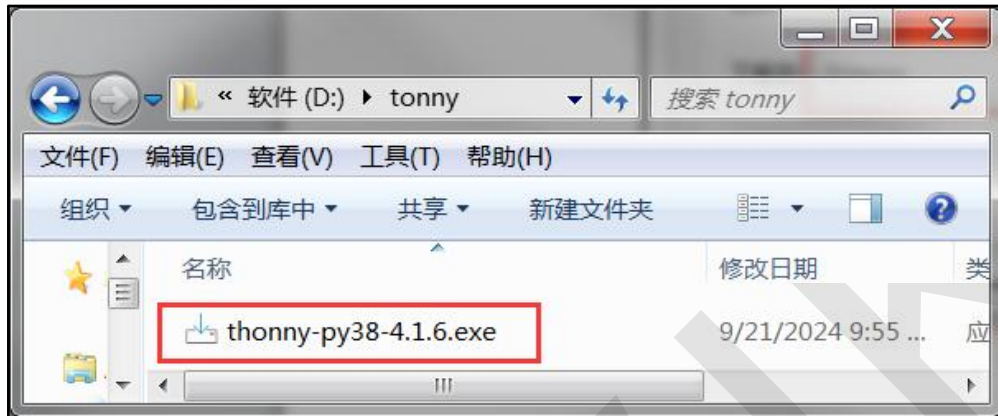 « 软件 (D:) ▸ tonny
搜索 tonny
文件(F) 编辑(E) 查看(V) 工具(T) 帮助(H)
组织 包含到库中 共享 新建文件夹
名称 修改日期 类
thonny-py38-4.1.6.exe 9/21/2024 9:55 ... 应